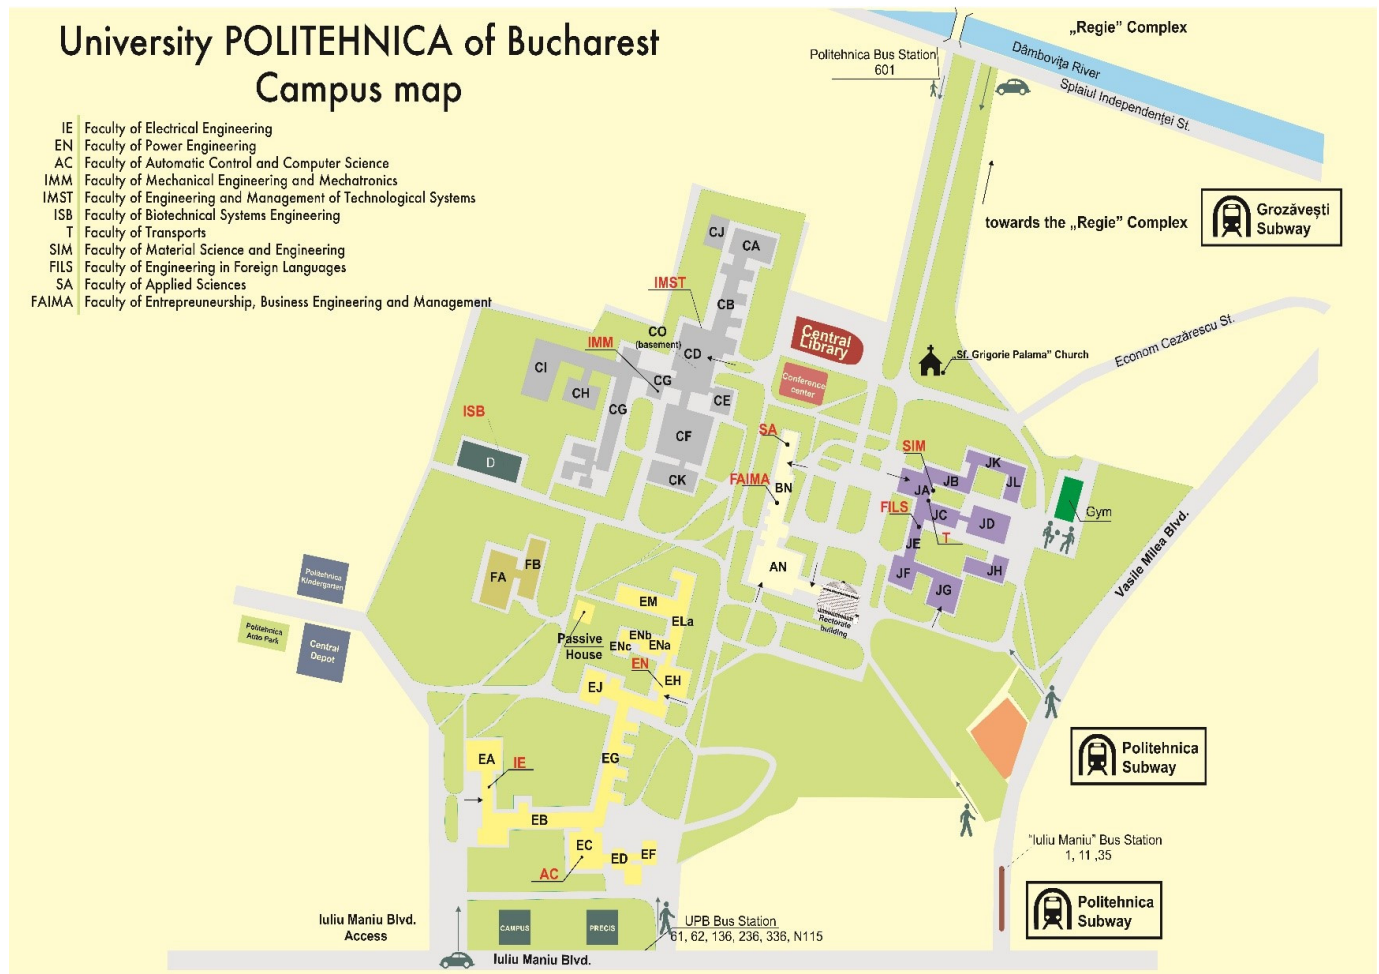 University POLITEHNICA of Bucharest
Campus map
IE Faculty of Electrical Engineering
EN Faculty of Power Engineering
AC Faculty of Automatic Control and Computer Science
IMM Faculty of Mechanical Engineering and Mechatronics
IMST Faculty of Engineering and Management of Technological Systems
ISB Faculty of Biotechnical Systems Engineering
T Faculty of Transports
SIM Faculty of Material Science and Engineering
FILS Faculty of Engineering in Foreign Languages
SA Faculty of Applied Sciences
FAIMA Faculty of Entrepreuneurship, Business Engineering and Management
„Regie” Complex
Politehnica Bus Station
601
Dâmbovița River
Splaiul Independenței St.
towards the „Regie” Complex
Grozăvești
Subway
CJ
CA
IMST
CB
CO
(basement)
CD
IMM
Central
Library
Econom Cezărescu St.
„Sf. Grigorie Palama” Church
CI
CH
CG
CG
CE
Conference
center
ISB
CF
SA
SIM
D
CK
FAIMA
BN
JK
JB
JL
JA
FILS
JC
JD
T
JE
Gym
Vasile Milea Blvd.
Politehnica
Kindergarten
FA
FB
AN
JF
JH
JG
EM
ELa
Rectorate
building
Politehnica
Auto Park
Central
Depot
Passive
House
ENb
ENc
ENa
EN
EH
EJ
EA
IE
EG
Politehnica
Subway
EB
EC
ED
EF
AC
"Iuliu Maniu" Bus Station
1, 11 ,35
Politehnica
Subway
Iuliu Maniu Blvd.
Access
CAMPUS
PRECIS
UPB Bus Station
61, 62, 136, 236, 336, N115
Iuliu Maniu Blvd.